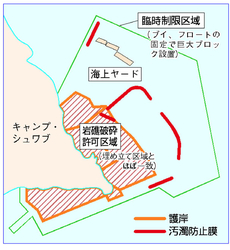 臨時制限区域
(ブイ、フロートの
固定で巨大ブロッ
ク設置)
海上ヤード
岩礁破砕
許可区域
(埋め立て区域と
ほぼ一致)
キャンプ・
シュワブ
護岸
汚濁防止膜